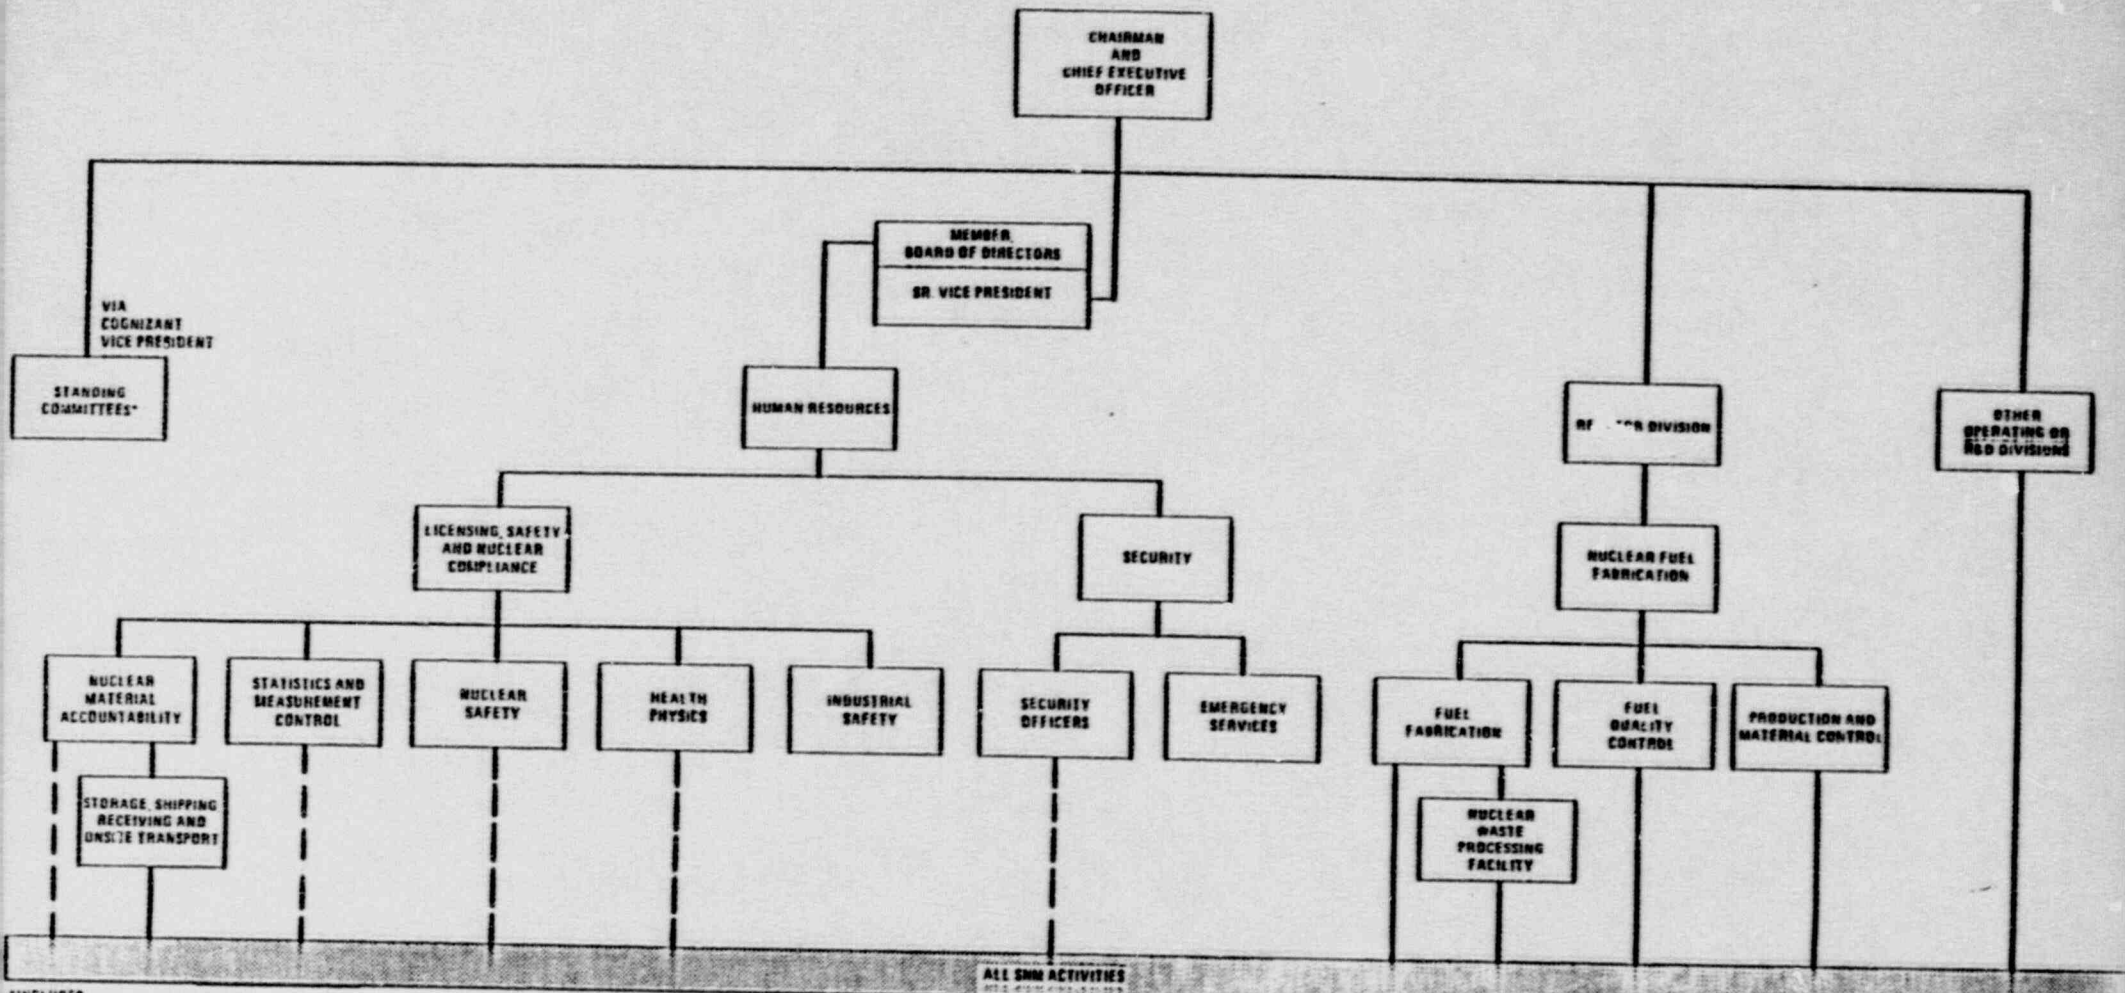 CHAIRMAN
AND
CHIEF EXECUTIVE
OFFICER
MEMBER,
BOARD OF DIRECTORS
SR. VICE PRESIDENT
VIA
COGNIZANT
VICE PRESIDENT
STANDING
COMMITTEES*
HUMAN RESOURCES
DIVISION
OTHER
OPERATING OR
R&D DIVISIONS
LICENSING, SAFETY
AND NUCLEAR
COMPLIANCE
SECURITY
NUCLEAR FUEL
FABRICATION
NUCLEAR
MATERIAL
ACCOUNTABILITY
STATISTICS AND
MEASUREMENT
CONTROL
NUCLEAR
SAFETY
HEALTH
PHYSICS
INDUSTRIAL
SAFETY
SECURITY
OFFICERS
EMERGENCY
SERVICES
FUEL
FABRICATION
FUEL
QUALITY
CONTROL
PRODUCTION AND
MATERIAL CONTROL
STORAGE, SHIPPING
RECEIVING AND
ONSITE TRANSPORT
NUCLEAR
WASTE
PROCESSING
FACILITY
ALL SNM ACTIVITIES